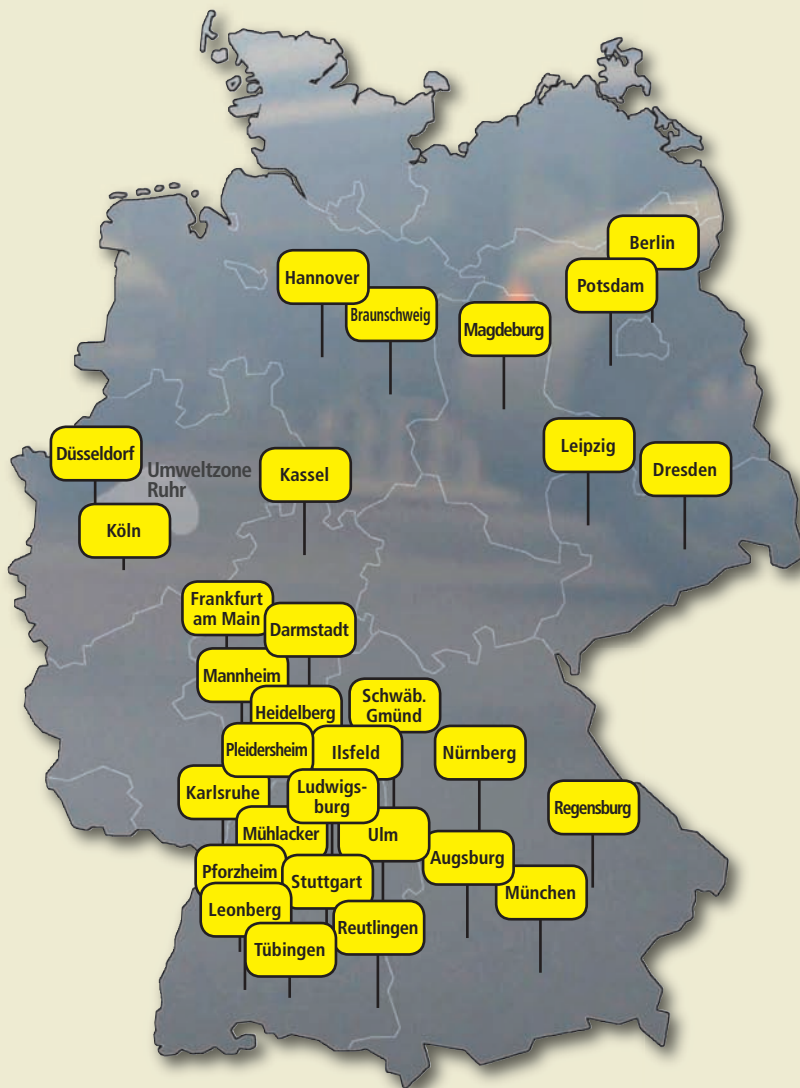 Berlin
Hannover
Potsdam
Braunschweig
Magdeburg
Düsseldorf
Umweltzone
Ruhr
Kassel
Leipzig
Dresden
Köln
Frankfurt
am Main
Darmstadt
Mannheim
Heidelberg
Schwäb.
Gmünd
Pleidersheim
Ilsfeld
Nürnberg
Karlsruhe
Ludwigs-
burg
Regensburg
Mühlacker
Ulm
Augsburg
Pforzheim
Stuttgart
München
Leonberg
Reutlingen
Tübingen